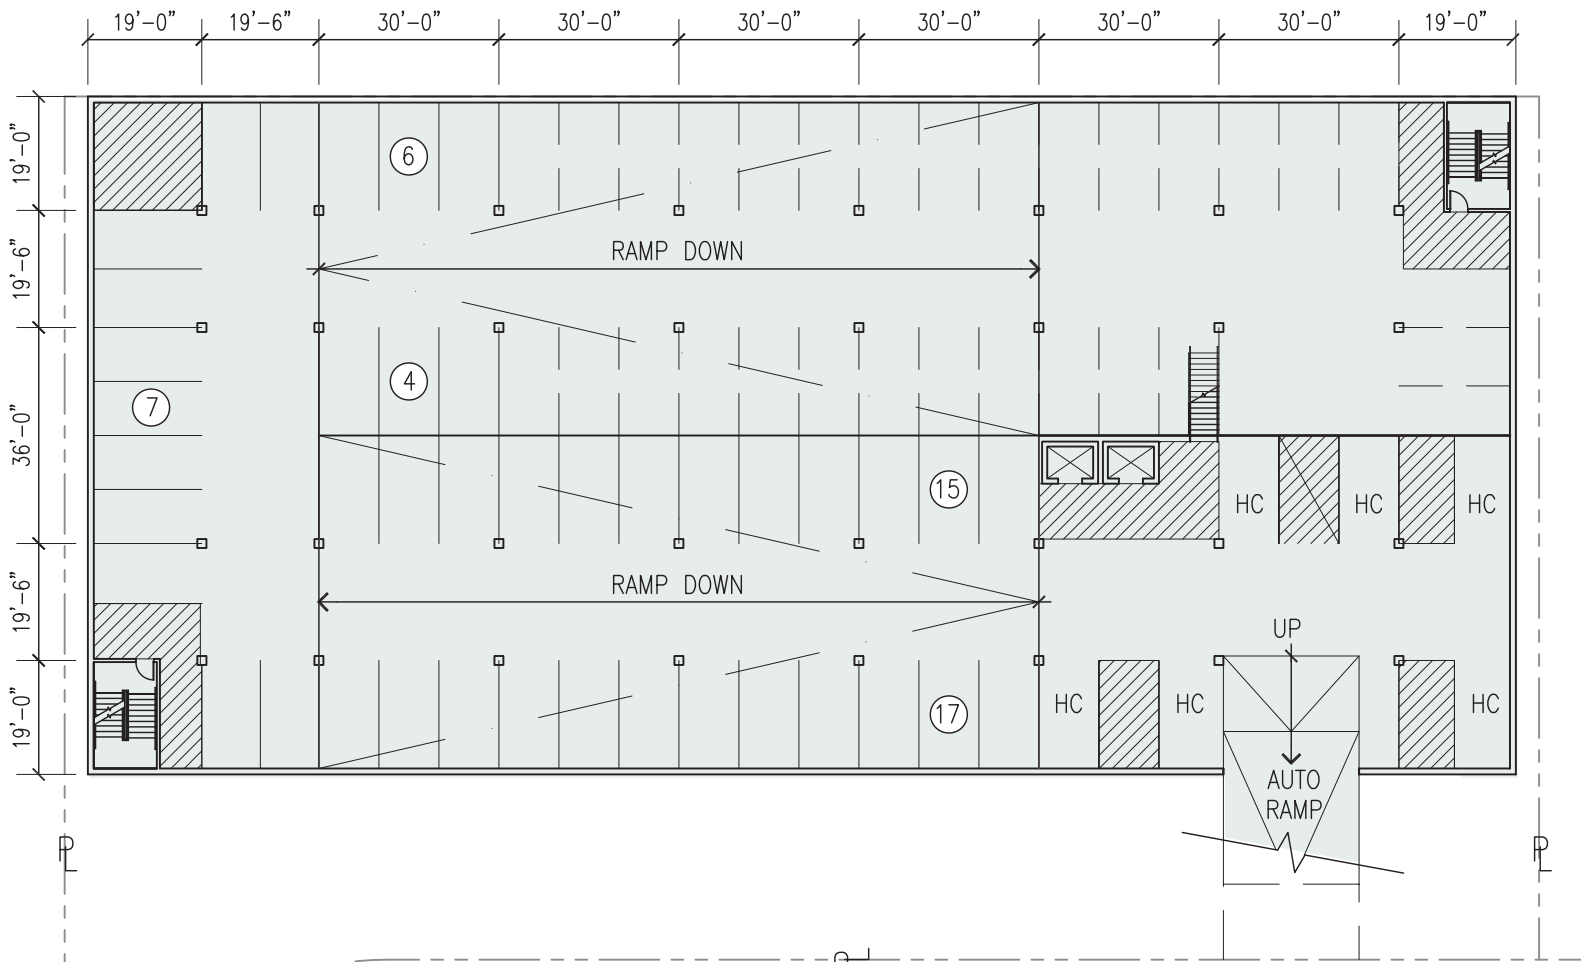 19'-0" 19'-6" 30'-0" 30'-0" 30'-0" 30'-0" 30'-0" 30'-0" 19'-0"
19'-0"
6
19'-6"
RAMP DOWN
4
7
36'-0"
15
HC HC HC
19'-6"
RAMP DOWN
UP
19'-0"
17
HC HC HC
AUTO
RAMP
PL PL
PL